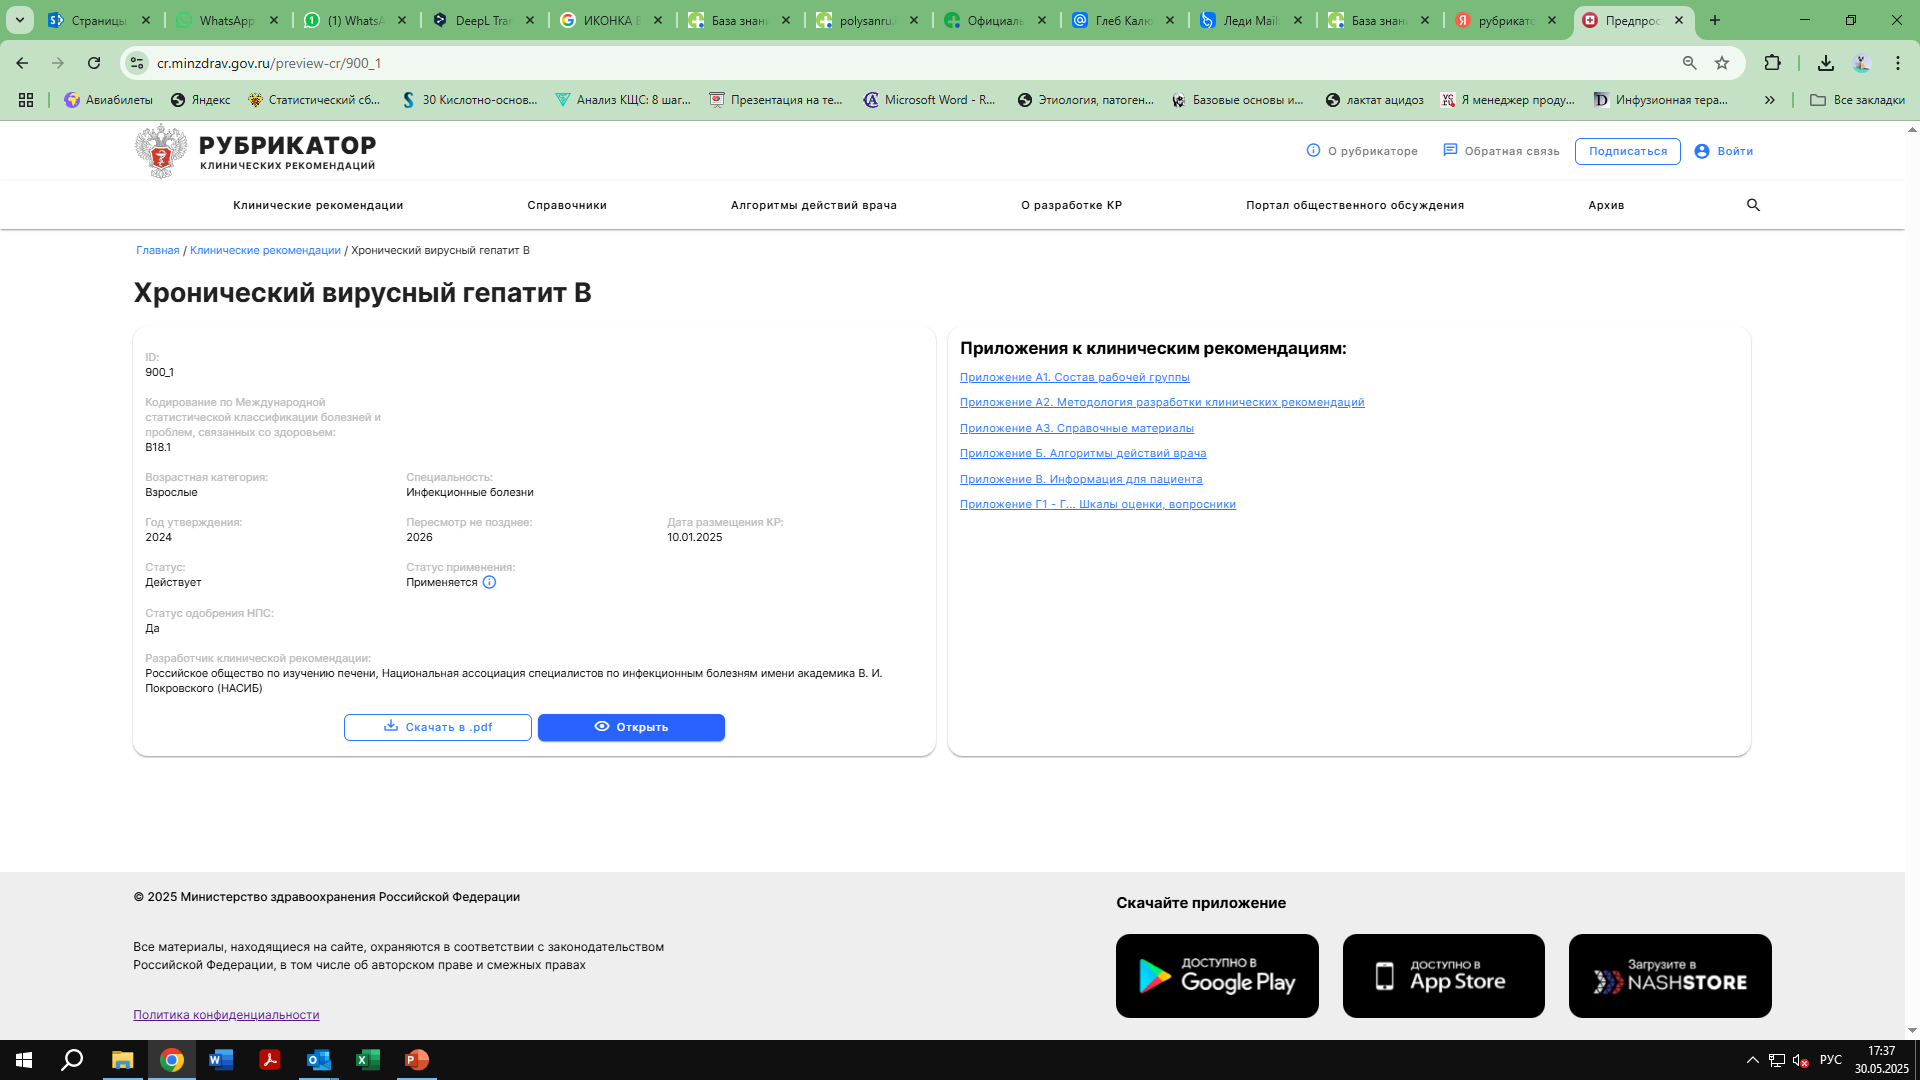 Страницы
WhatsApp
(1) WhatsA
DeepL Tran
ИКОНКА В
База знан
polysanru.
Официаль
Глеб Калю
Леди Mail
База знан
рубрикато
Предпрос
cr.minzdrav.gov.ru/preview-cr/900_1
Авиабилеты
Яндекс
Статистический сб...
30 Кислотно-основ...
Анализ КЩС: 8 шаг...
Презентация на те...
Microsoft Word - R...
Этиология, патоген...
Базовые основы и...
лактат ацидоз
Я менеджер проду...
Инфузионная тера...
Все закладки
РУБРИКАТОР
КЛИНИЧЕСКИХ РЕКОМЕНДАЦИЙ
О рубрикаторе
Обратная связь
Подписаться
Войти
Клинические рекомендации
Справочники
Алгоритмы действий врача
О разработке КР
Портал общественного обсуждения
Архив
Главная / Клинические рекомендации / Хронический вирусный гепатит В
Хронический вирусный гепатит В
ID:
900_1
Кодирование по Международной
статистической классификации болезней и
проблем, связанных со здоровьем:
B18.1
Возрастная категория:
Взрослые
Специальность:
Инфекционные болезни
Год утверждения:
2024
Пересмотр не позднее:
2026
Дата размещения КР:
10.01.2025
Статус:
Действует
Статус применения:
Применяется
Статус одобрения НПС:
Да
Разработчик клинической рекомендации:
Российское общество по изучению печени, Национальная ассоциация специалистов по инфекционным болезням имени академика В. И.
Покровского (НАСИБ)
Скачать в .pdf
Открыть
Приложения к клиническим рекомендациям:
Приложение А1. Состав рабочей группы
Приложение А2. Методология разработки клинических рекомендаций
Приложение А3. Справочные материалы
Приложение Б. Алгоритмы действий врача
Приложение В. Информация для пациента
Приложение Г1 - Г... Шкалы оценки, вопросники
© 2025 Министерство здравоохранения Российской Федерации
Все материалы, находящиеся на сайте, охраняются в соответствии с законодательством
Российской Федерации, в том числе об авторском праве и смежных правах
Политика конфиденциальности
Скачайте приложение
ДОСТУПНО В
Google Play
ДОСТУПНО В
App Store
Загрузите в
NASHSTORE
РУС
17:37
30.05.2025